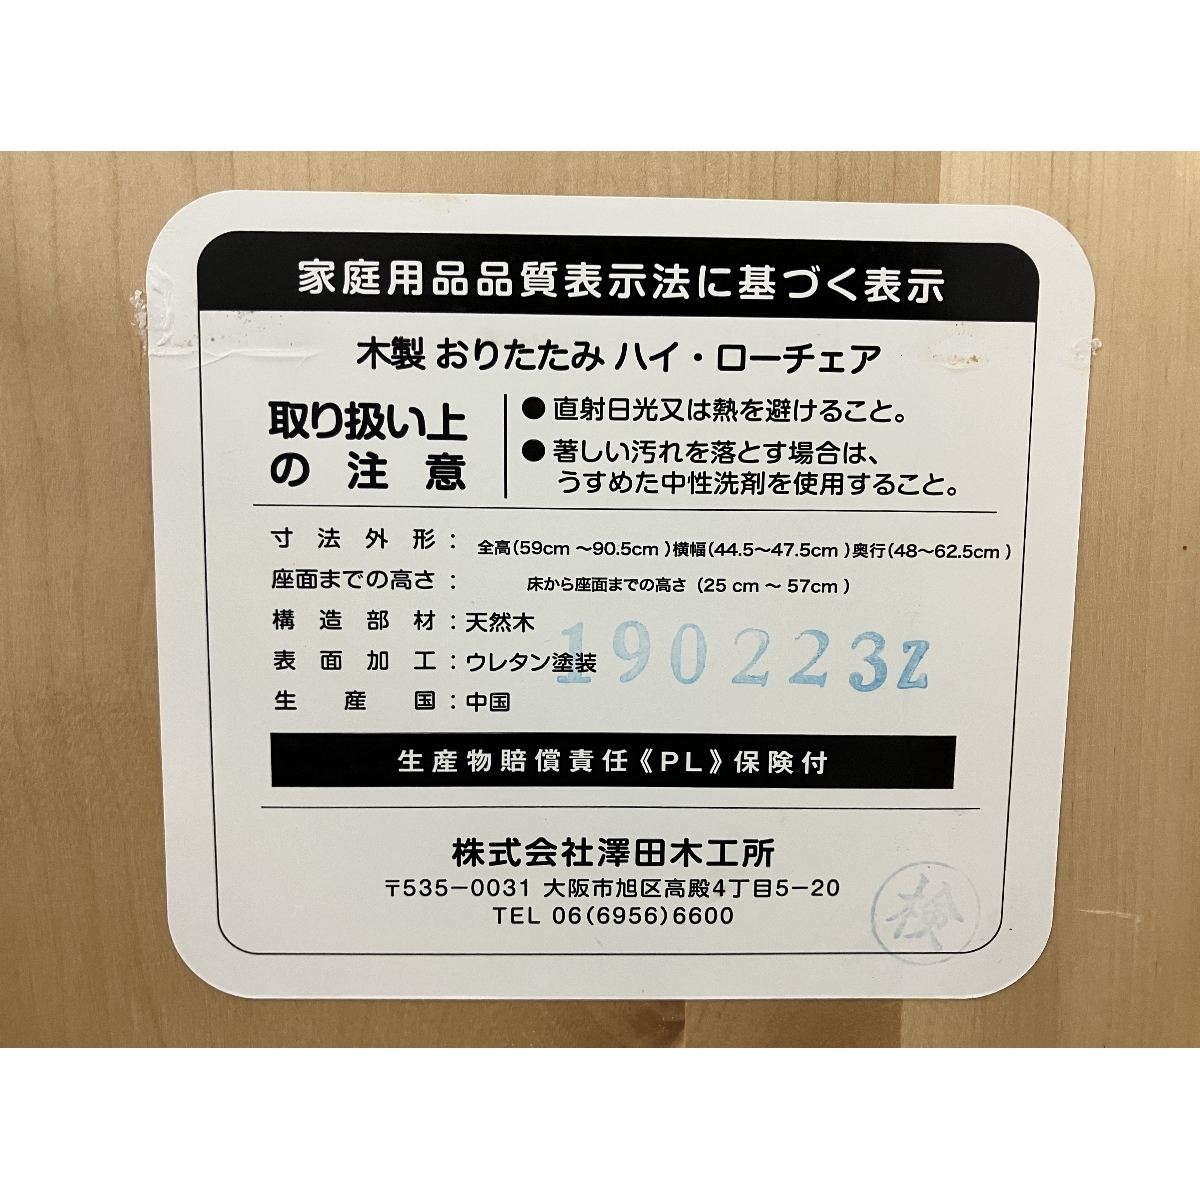 家庭用品品質表示法に基づく表示
木製 おりたたみ ハイ・ローチェア
取り扱い上
の注意
●直射日光又は熱を避けること。
●著しい汚れを落とす場合は、
うすめた中性洗剤を使用すること。
寸法外形：全高(59cm ～90.5cm )横幅(44.5～47.5cm )奥行(48～62.5cm )
座面までの高さ：床から座面までの高さ (25 cm ～ 57cm )
構造部材：天然木
表面加工：ウレタン塗装
190223Z
生産国：中国
生産物賠償責任《PL》保険付
株式会社澤田木工所
〒535-0031 大阪市旭区高殿4丁目5-20
TEL 06(6956)6600
検